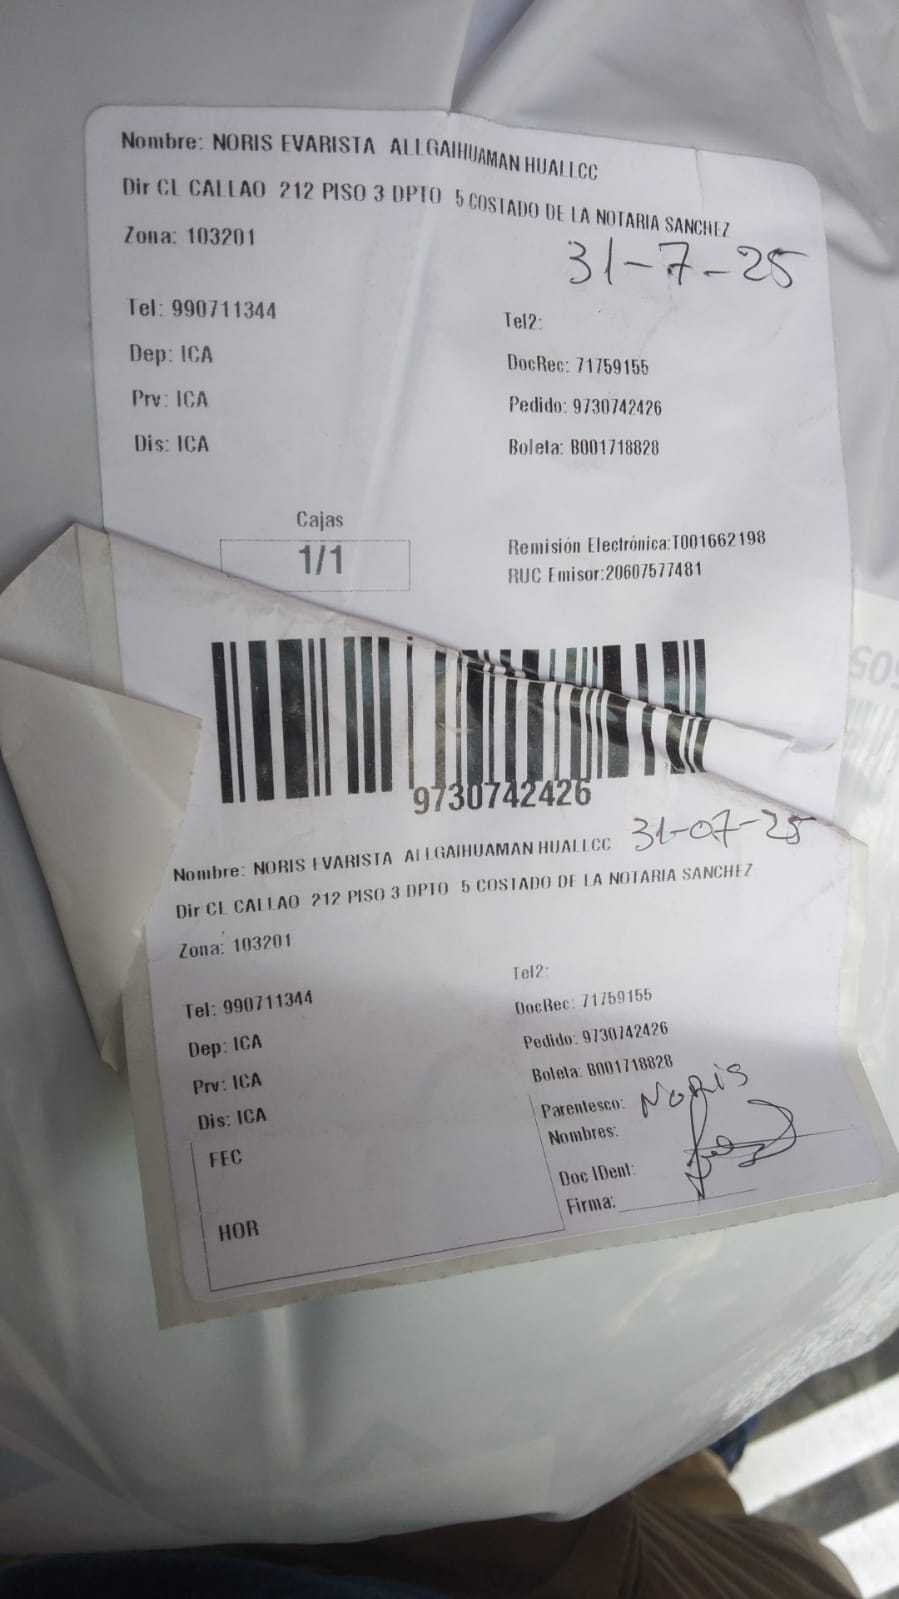 Nombre: NORIS EVARISTA ALLGAIHUAMAN HUALLCC
Dir CL CALLAO 212 PISO 3 DPTO 5 COSTADO DE LA NOTARIA SANCHEZ
Zona: 103201
31-7-25
Tel: 990711344
Tel2:
Dep: ICA
DocRec: 71759155
Prv: ICA
Pedido: 9730742426
Dis: ICA
Boleta: B001718828
Cajas
1/1
Remisión Electrónica:T001662198
RUC Emisor:20607577481
9730742426
31-07-25
Nombre: NORIS EVARISTA ALLGAIHUAMAN HUALLCC
Dir CL CALLAO 212 PISO 3 DPTO 5 COSTADO DE LA NOTARIA SANCHEZ
Zona: 103201
Tel2:
Tel: 990711344
DocRec: 71759155
Dep: ICA
Pedido: 9730742426
Prv: ICA
Boleta: B001718828
Dis: ICA
Parentesco: NORIS
Nombres:
FEC
Doc IDent:
Firma:
HOR